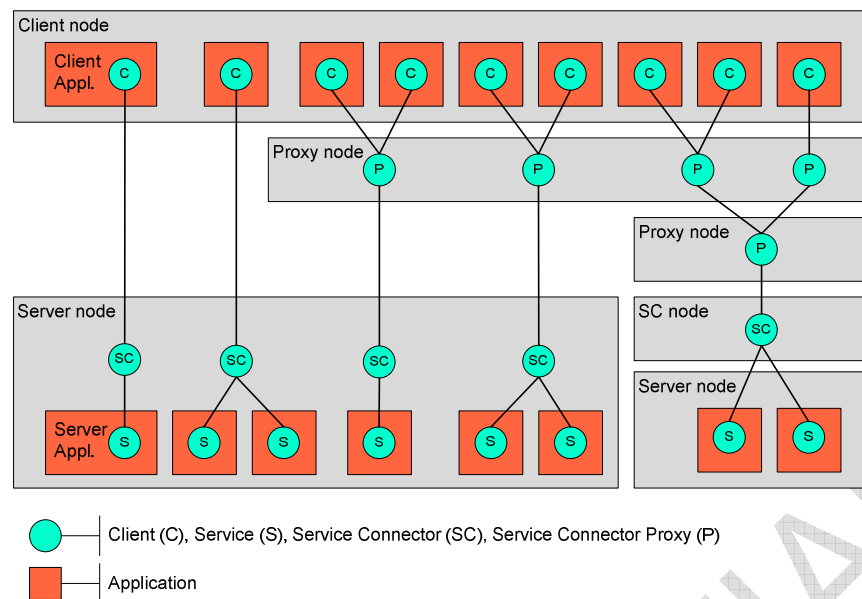 Client node
Client
Appl.
C
C
C
C
C
C
C
C
C
Proxy node
P
P
P
P
Proxy node
P
Server node
SC node
SC
SC
SC
SC
SC
Server node
Server
Appl.
S
S
S
S
S
S
S
S
Client (C), Service (S), Service Connector (SC), Service Connector Proxy (P)
Application